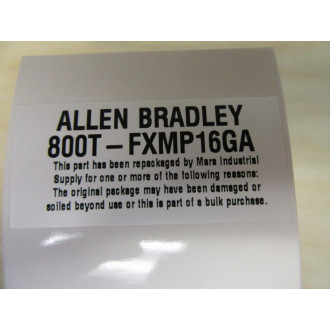 ALLEN BRADLEY
800T-FXMP16GA
This part has been repackaged by Mara Industrial
Supply for one or more of the following reasons:
The original package may have been damaged or
soiled beyond use or this is part of a bulk purchase.